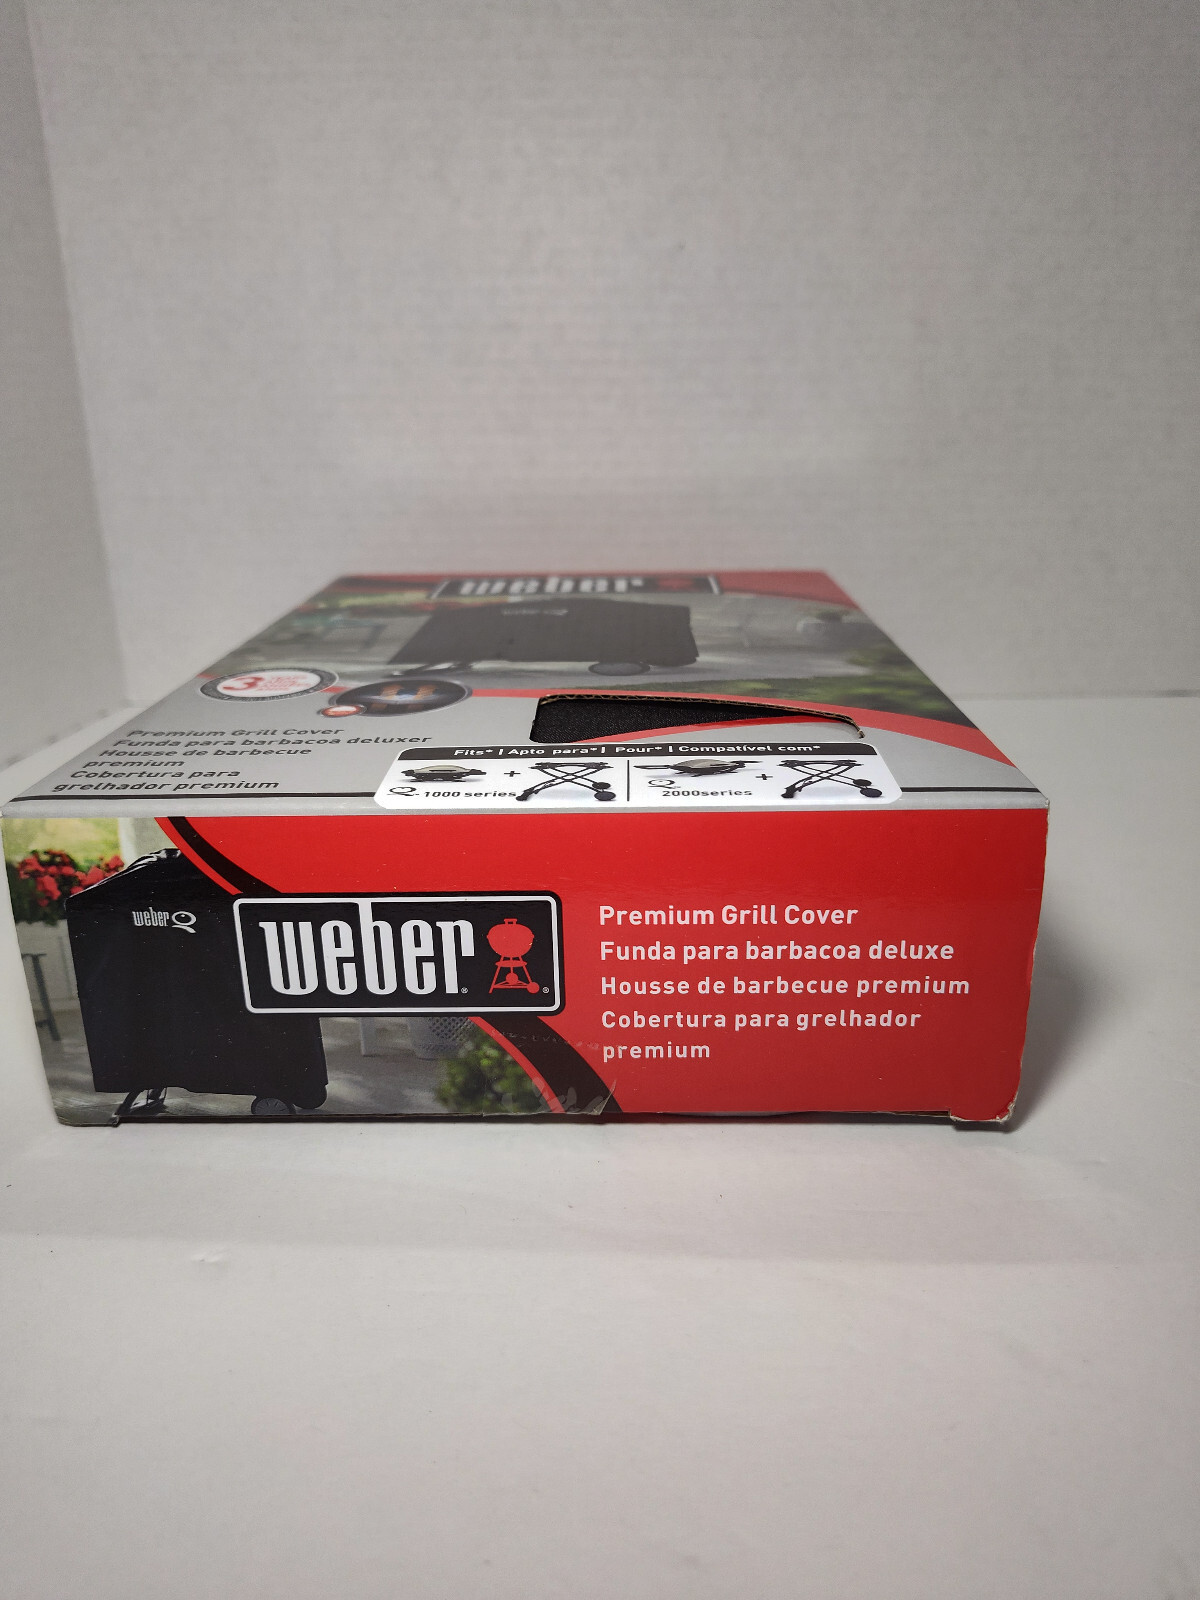 weber
weber Q
3
Premium Grill Cover
Funda para barbacoa deluxer
Housse de barbecue
premium
Cobertura para
grelhador premium
Fits* | Apto para* | Pour* | Compatível com*
+
Q 1000 series
+
Q 2000series
weber Q
weber
Premium Grill Cover
Funda para barbacoa deluxe
Housse de barbecue premium
Cobertura para grelhador
premium